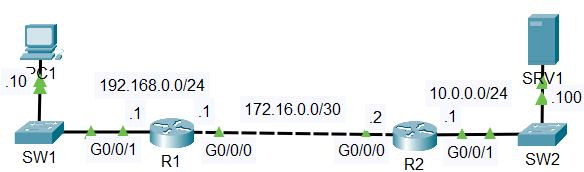 PC1
SRV1
.10
192.168.0.0/24
10.0.0.0/24
.100
.1
.1
172.16.0.0/30
.2
.1
SW1
G0/0/1
R1
G0/0/0
G0/0/0
R2
G0/0/1
SW2